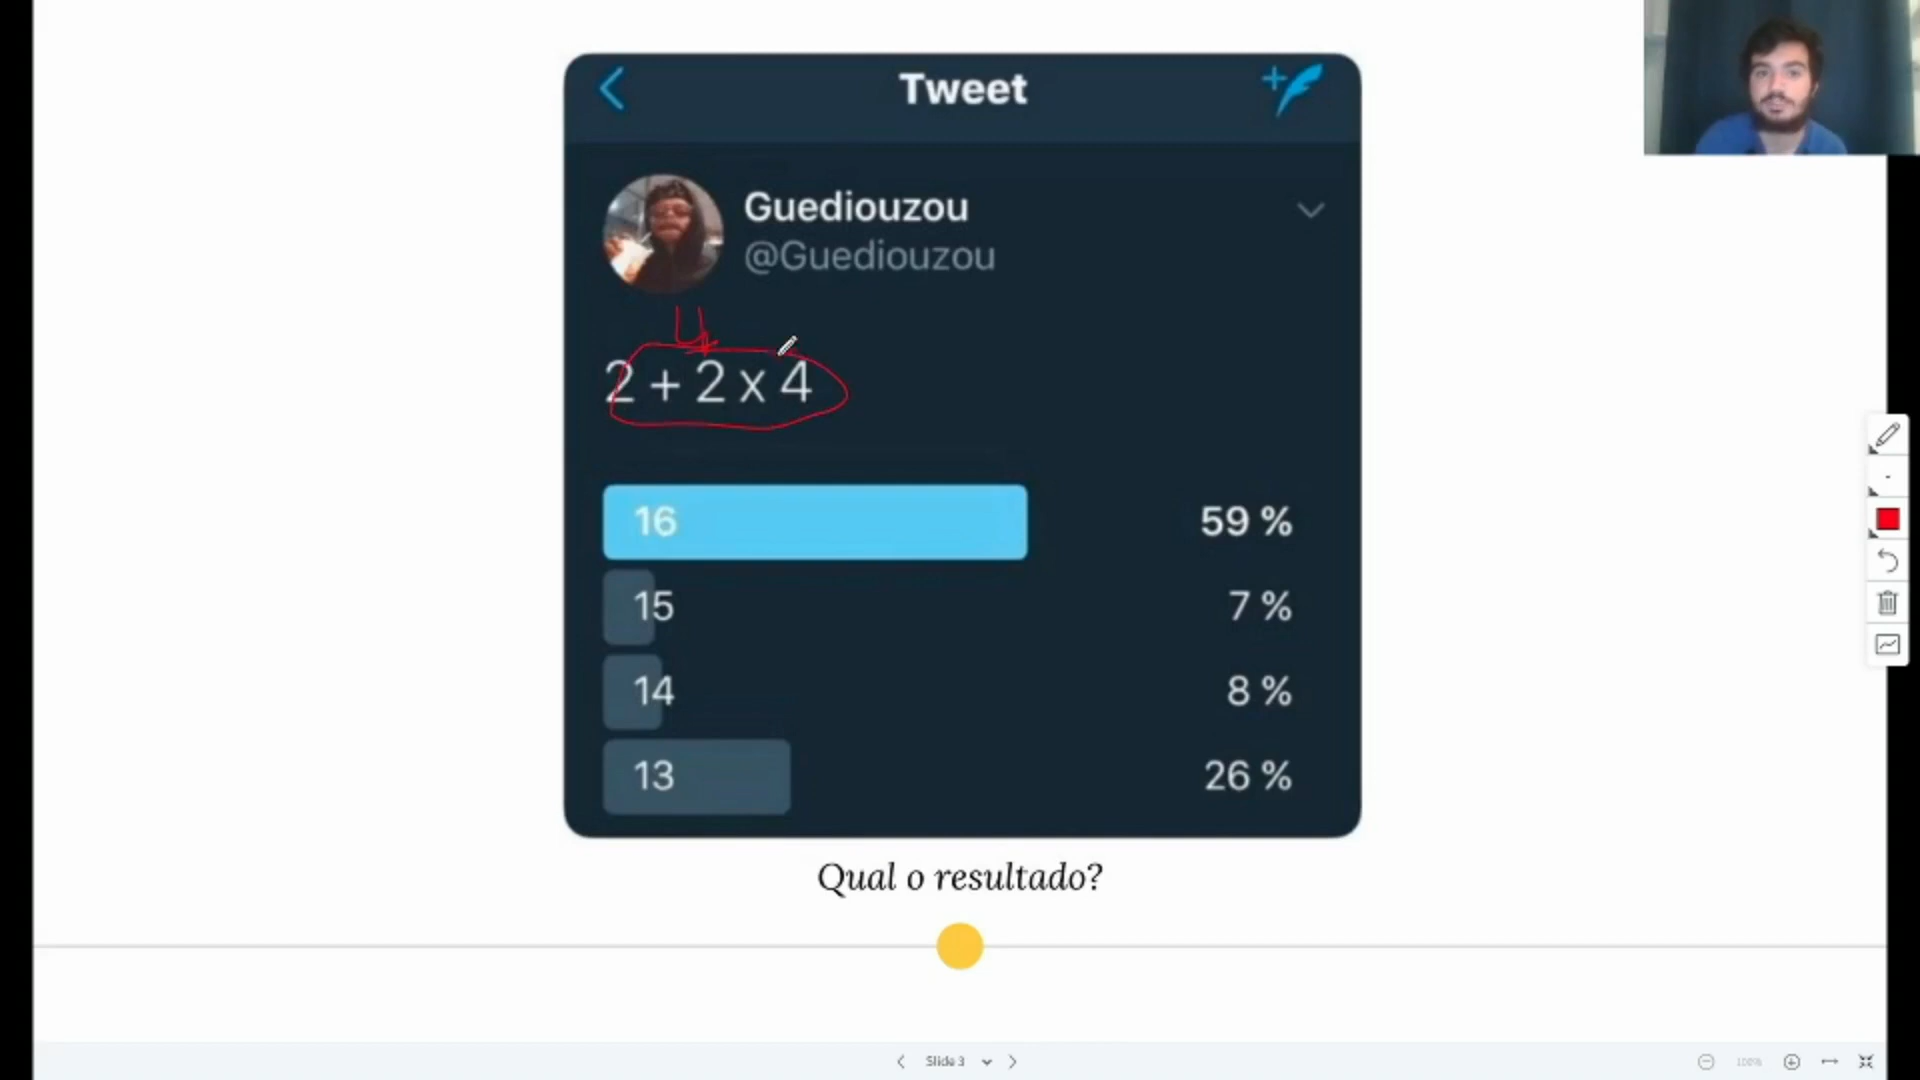 Tweet
Guediouzou
@Guediouzou
4
2 + 2 x 4
16 59 %
15 7 %
14 8 %
13 26 %
Qual o resultado?
Slide 3
100%